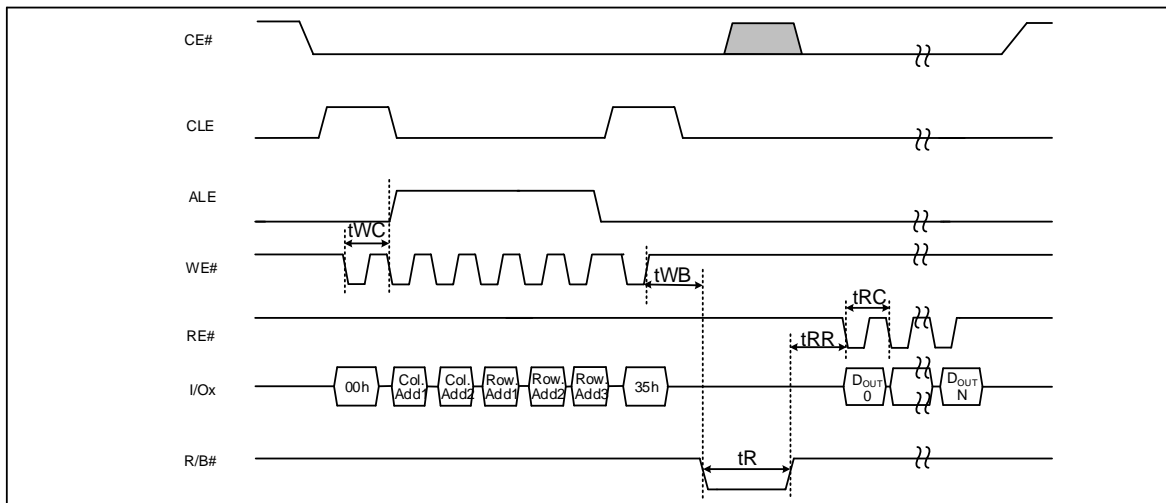 CE#
CLE
ALE
tWC
WE#
tWB
tRC
RE#
tRR
I/Ox
00h
Col.
Add1
Col.
Add2
Row.
Add1
Row.
Add2
Row.
Add3
35h
DOUT
0
DOUT
N
R/B#
tR